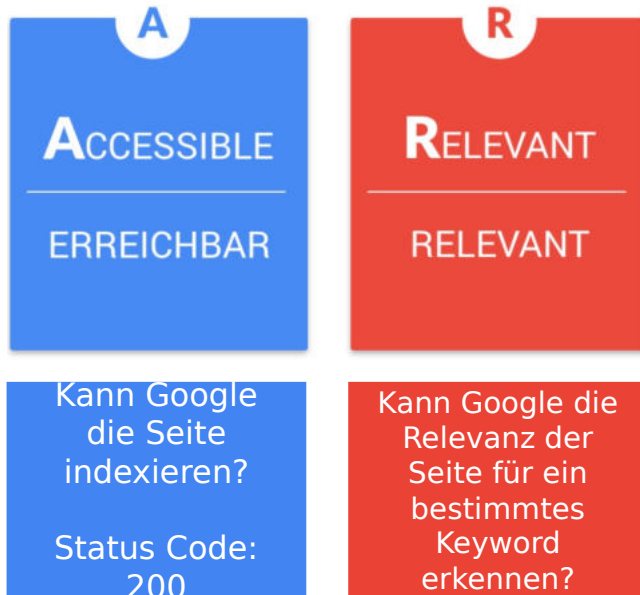 A
ACCESSIBLE
ERREICHBAR
Kann Google
die Seite
indexieren?
Status Code:
200
R
RELEVANT
RELEVANT
Kann Google die
Relevanz der
Seite für ein
bestimmtes
Keyword
erkennen?